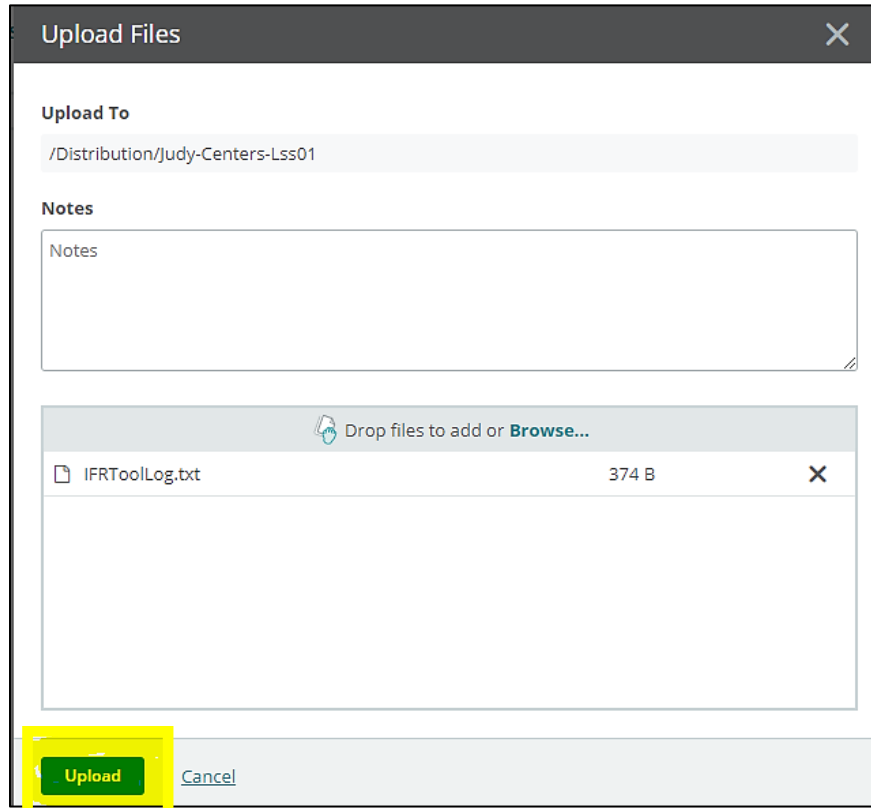 Upload Files
Upload To
/Distribution/Judy-Centers-Lss01
Notes
Notes
Drop files to add or Browse...
IFRToolLog.txt 374 B
Upload Cancel